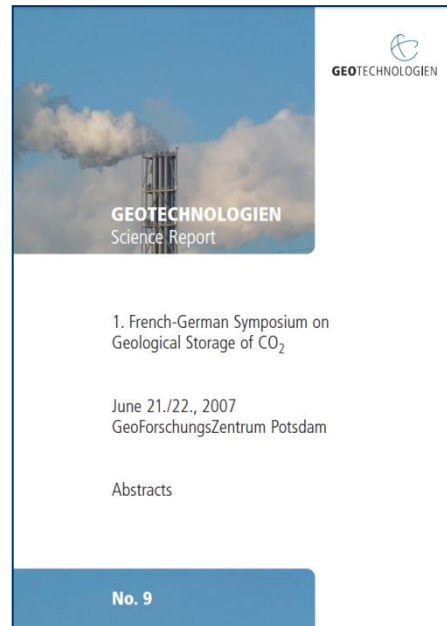 GEOTECHNOLOGIEN
GEOTECHNOLOGIEN
Science Report
1. French-German Symposium on
Geological Storage of CO₂
June 21./22., 2007
GeoForschungsZentrum Potsdam
Abstracts
No. 9